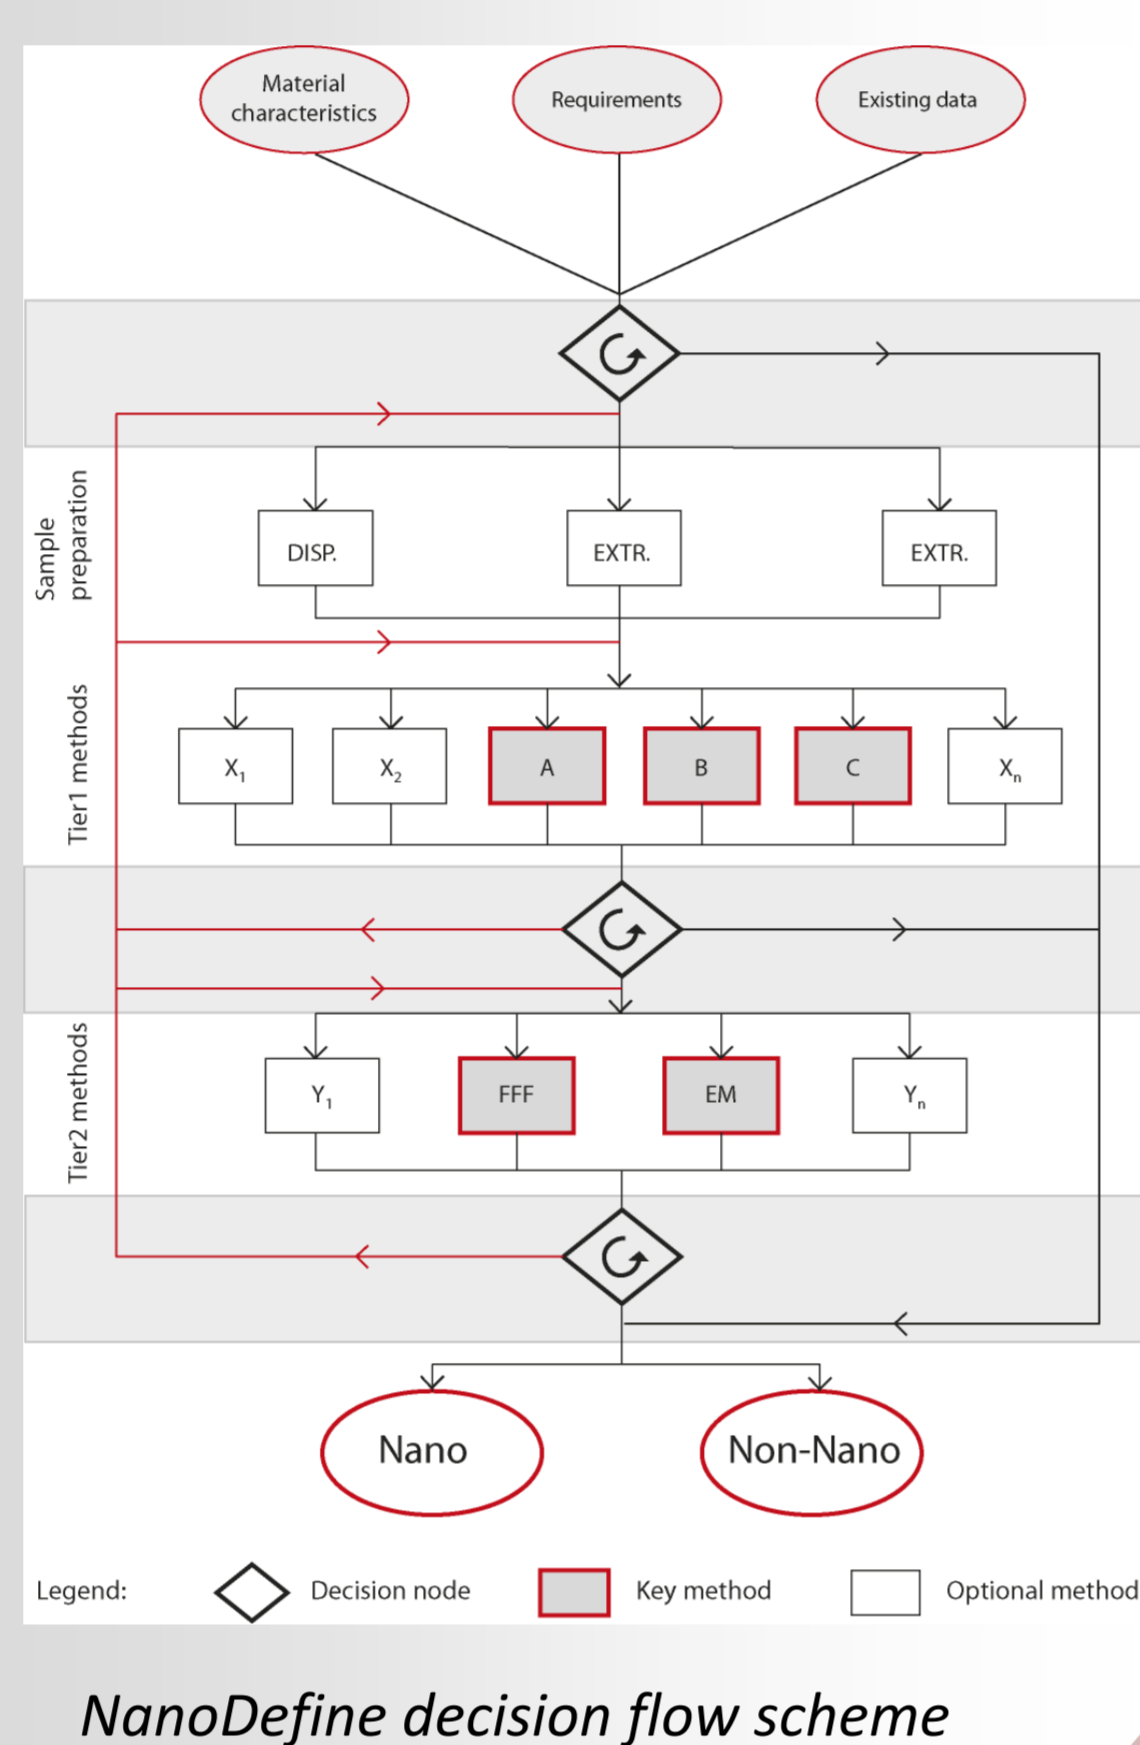 Material
characteristics
Requirements
Existing data
Sample
preparation
DISP.
EXTR.
EXTR.
Tier1 methods
X1
X2
A
B
C
Xn
Tier2 methods
Y1
FFF
EM
Yn
Nano
Non-Nano
Legend:
Decision node
Key method
Optional method
NanoDefine decision flow scheme